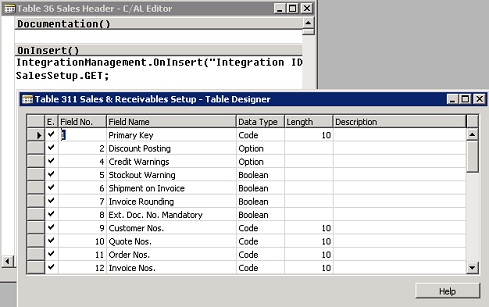 Table 36 Sales Header - C/AL Editor
Documentation()
OnInsert()
IntegrationManagement.OnInsert("Integration ID
SalesSetup.GET;
Table 311 Sales & Receivables Setup - Table Designer
E. Field No. Field Name Data Type Length Description
1 Primary Key Code 10
2 Discount Posting Option
4 Credit Warnings Option
5 Stockout Warning Boolean
6 Shipment on Invoice Boolean
7 Invoice Rounding Boolean
8 Ext. Doc. No. Mandatory Boolean
9 Customer Nos. Code 10
10 Quote Nos. Code 10
11 Order Nos. Code 10
12 Invoice Nos. Code 10
Help